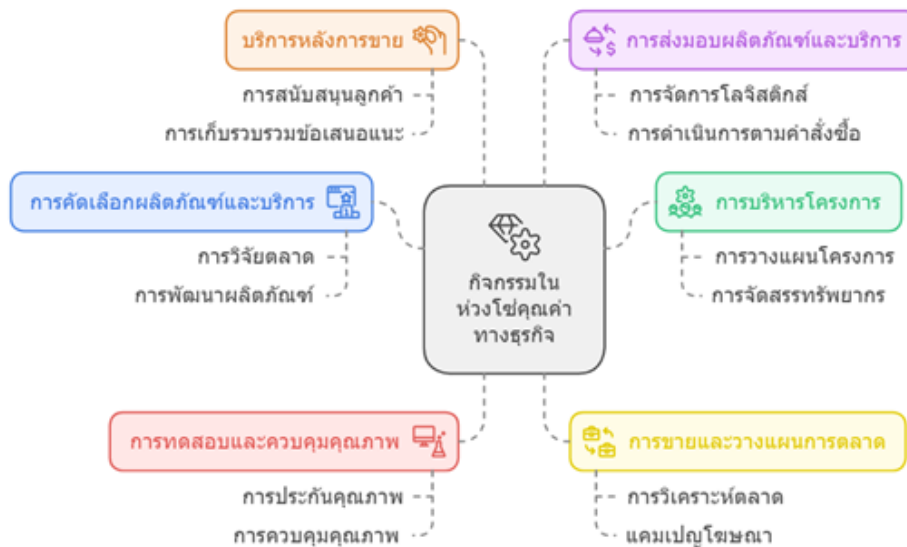 บริการหลังการขาย
การสนับสนุนลูกค้า
การเก็บรวบรวมข้อเสนอแนะ
การส่งมอบผลิตภัณฑ์และบริการ
การจัดการโลจิสติกส์
การดำเนินการตามคำสั่งซื้อ
การคัดเลือกผลิตภัณฑ์และบริการ
การวิจัยตลาด
การพัฒนาผลิตภัณฑ์
กิจกรรมใน
ห่วงโซ่คุณค่า
ทางธุรกิจ
การบริหารโครงการ
การวางแผนโครงการ
การจัดสรรทรัพยากร
การทดสอบและควบคุมคุณภาพ
การประกันคุณภาพ
การควบคุมคุณภาพ
การขายและวางแผนการตลาด
การวิเคราะห์ตลาด
แคมเปญโฆษณา